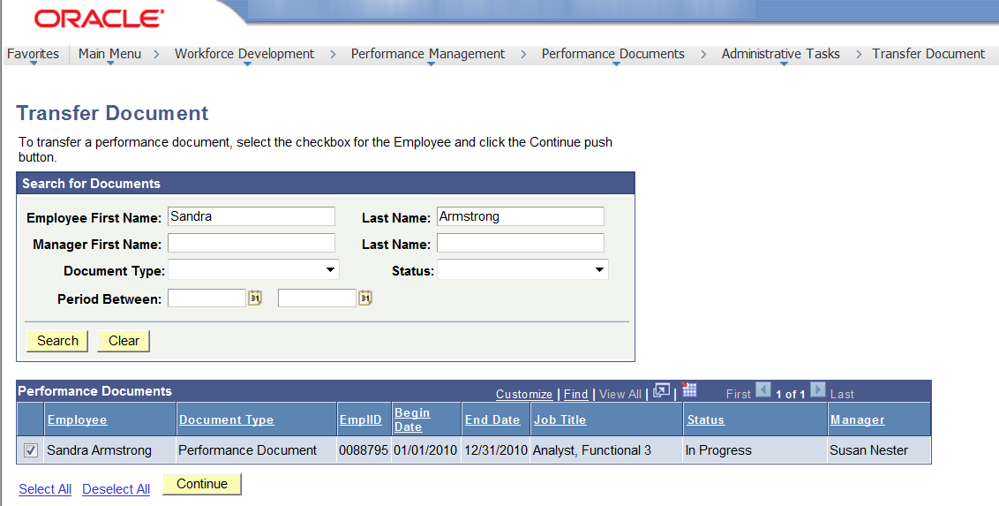 ORACLE
Favorites Main Menu > Workforce Development > Performance Management > Performance Documents > Administrative Tasks > Transfer Document
Transfer Document
To transfer a performance document, select the checkbox for the Employee and click the Continue push
button.
Search for Documents
Employee First Name: Sandra Last Name: Armstrong
Manager First Name: Last Name:
Document Type: Status:
Period Between: 31 31
Search Clear
Performance Documents Customize | Find | View All | | First 1 of 1 Last
Employee Document Type EmplID Begin Date End Date Job Title Status Manager
Sandra Armstrong Performance Document 0088795 01/01/2010 12/31/2010 Analyst, Functional 3 In Progress Susan Nester
Select All Deselect All Continue